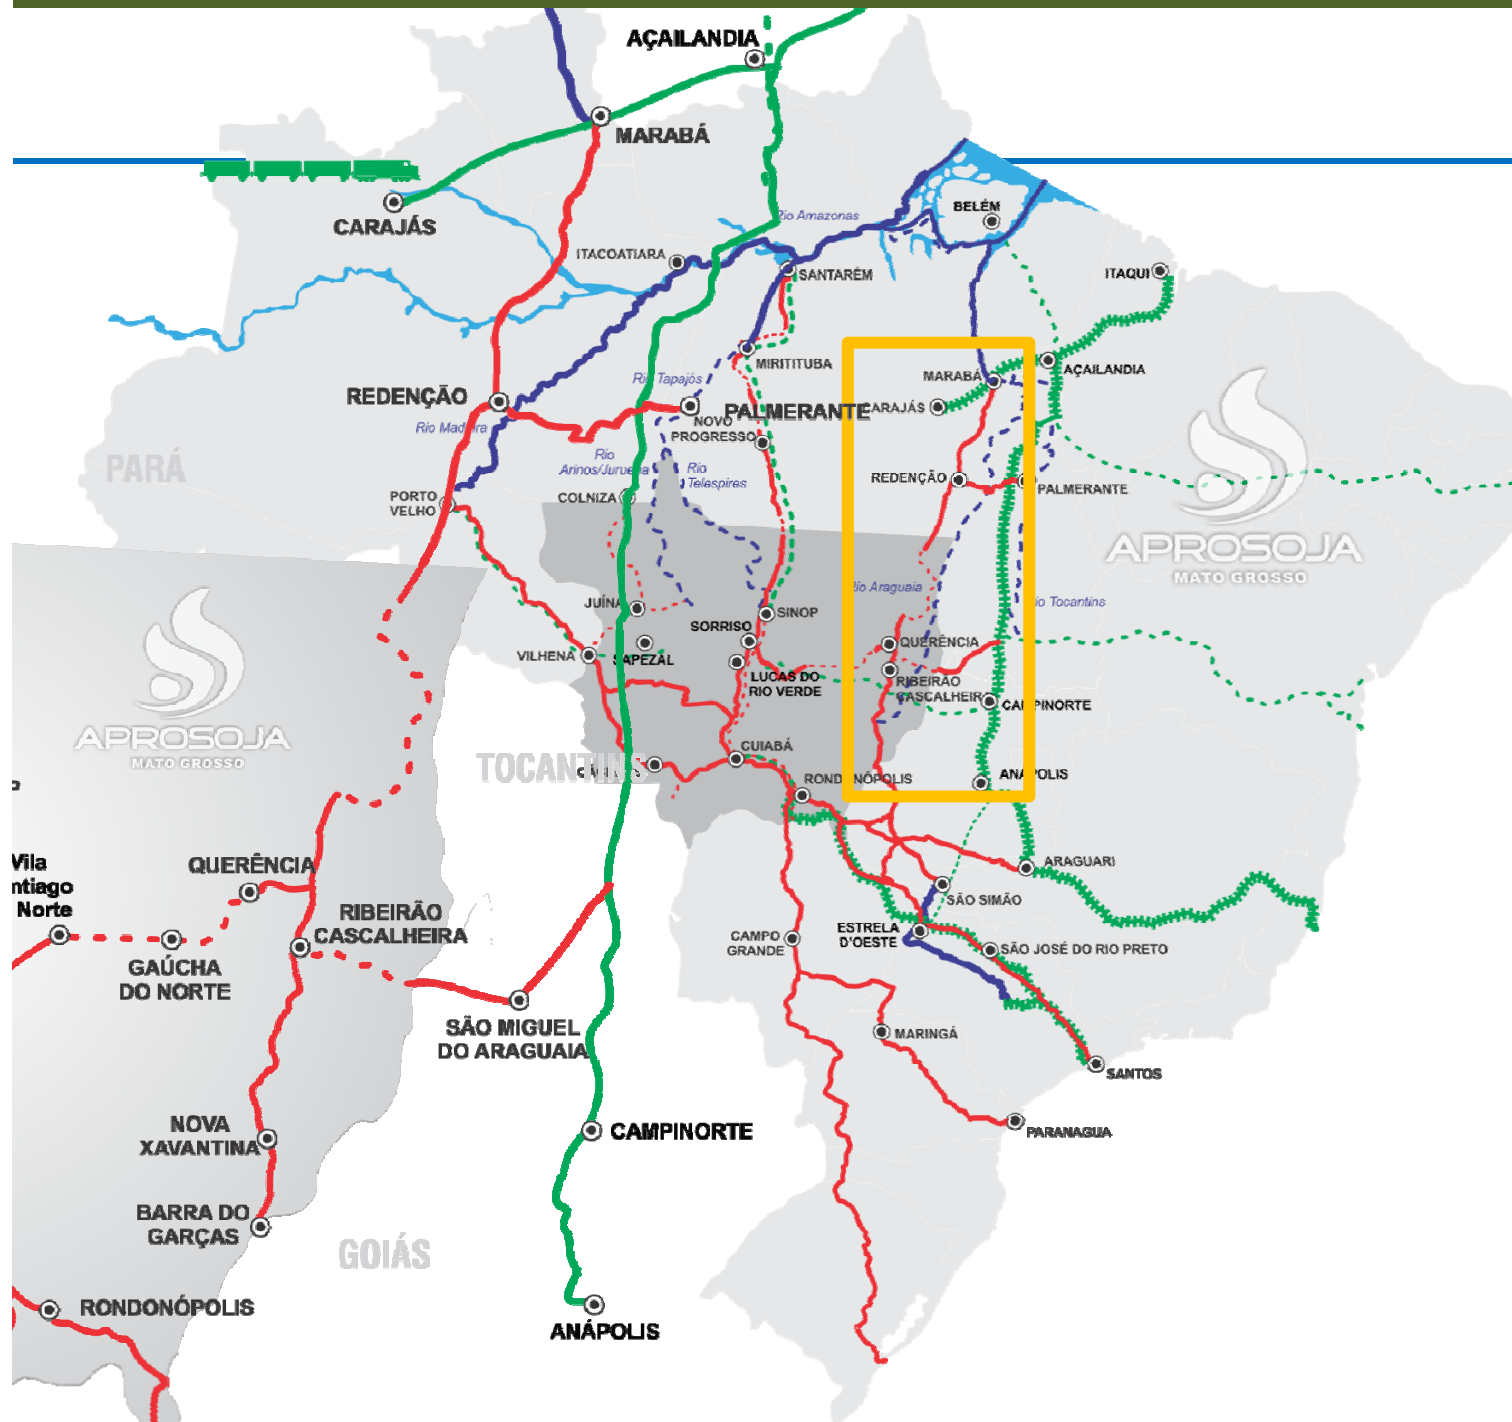 AÇAILANDIA
MARABÁ
CARAJÁS
Rio Amazonas
BELÉM
ITACOATIARA
SANTARÉM
ITAQUI
MIRITITUBA
AÇAILANDIA
MARABÁ
Rio Tapajós
REDENÇÃO
PALMERANTE
CARAJÁS
Rio Madeira
NOVO
PROGRESSO
Rio
Arinos/Juruena
Rio
Telespires
PARÁ
REDENÇÃO
PALMERANTE
PORTO
VELHO
COLNIZA
APROSOJA
MATO GROSSO
Rio Araguaia
Rio Tocantins
JUÍNA
SINOP
SORRISO
QUERÊNCIA
VILHENA
SAPEZAL
LUCAS DO
RIO VERDE
RIBEIRÃO
CASCALHEIRA
CAMPINORTE
APROSOJA
MATO GROSSO
TOCANTINS
CUIABÁ
RONDONÓPOLIS
ANÁPOLIS
Vila
ntiago
Norte
QUERÊNCIA
ARAGUARI
RIBEIRÃO
CASCALHEIRA
SÃO SIMÃO
GAÚCHA
DO NORTE
CAMPO
GRANDE
ESTRELA
D'OESTE
SÃO JOSÉ DO RIO PRETO
SÃO MIGUEL
DO ARAGUAIA
MARINGÁ
SANTOS
NOVA
XAVANTINA
CAMPINORTE
PARANAGUA
BARRA DO
GARÇAS
GOIÁS
RONDONÓPOLIS
ANÁPOLIS